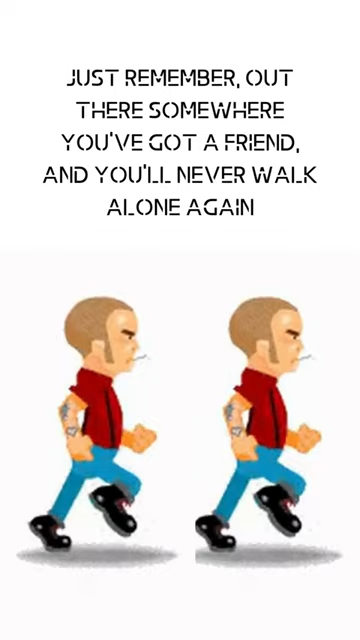 JUST REMEMBER, OUT
THERE SOMEWHERE
YOU'VE GOT A FRIEND,
AND YOU'LL NEVER WALK
ALONE AGAIN